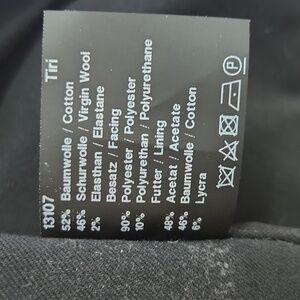 13107 Tiri
52% Baumwolle / Cotton
46% Schurwolle / Virgin Wool
2% Elasthan / Elastane
Besatz / Facing
90% Polyester / Polyester
10% Polyurethan / Polyurethane
Futter / Lining
48% Acetat / Acetate
46% Baumwolle / Cotton
6% Lycra
P